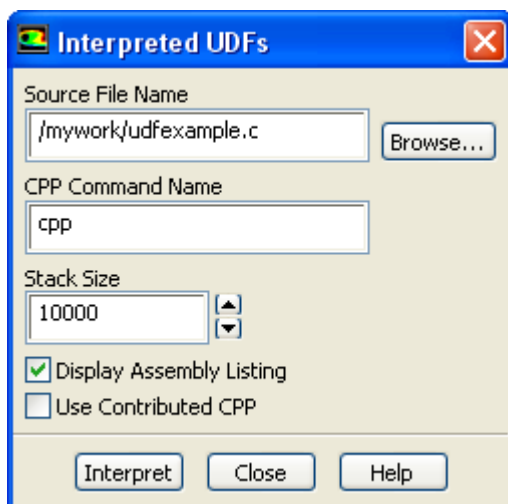 Interpreted UDFs
Source File Name
/mywork/udfexample.c
Browse...
CPP Command Name
cpp
Stack Size
10000
Display Assembly Listing
Use Contributed CPP
Interpret Close Help